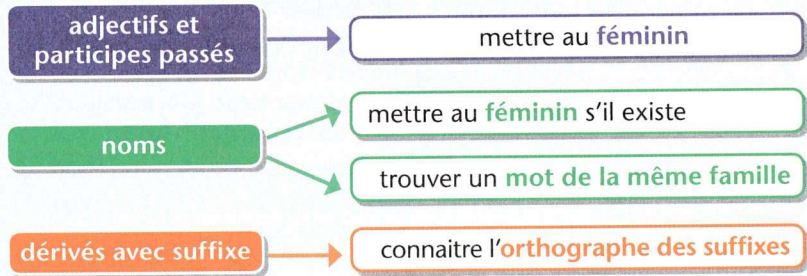 adjectifs et
participes passés
mettre au féminin
noms
mettre au féminin s'il existe
trouver un mot de la même famille
dérivés avec suffixe
connaitre l'orthographe des suffixes